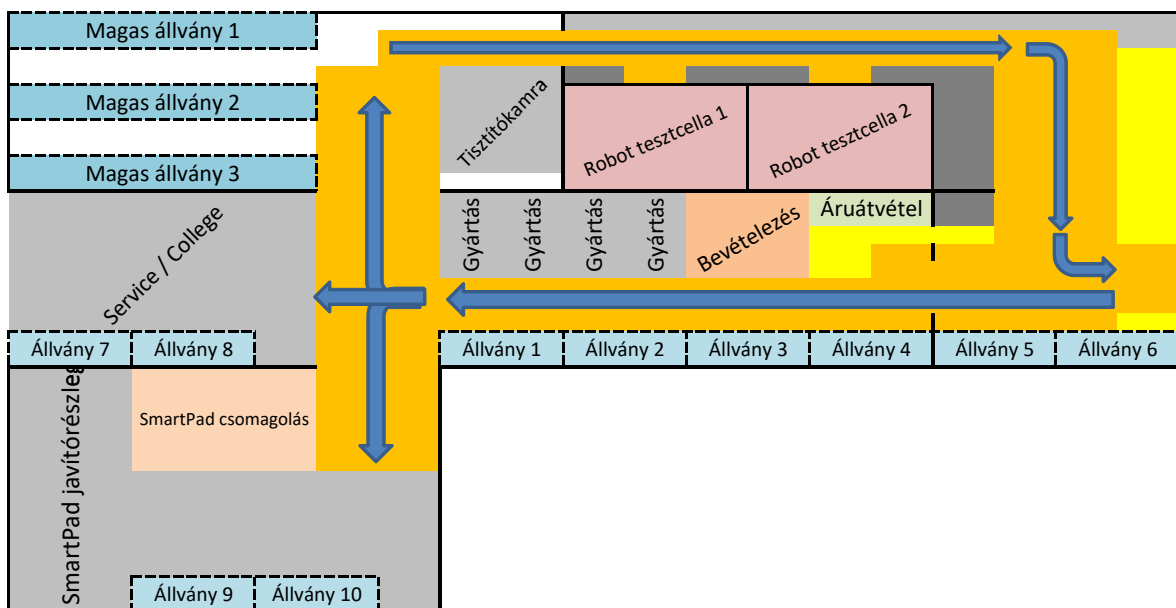 Magas állvány 1
Magas állvány 2
Magas állvány 3
Tisztítókamra
Robot tesztcella 1
Robot tesztcella 2
Service / College
Gyártás
Gyártás
Gyártás
Gyártás
Bevételezés
Áruátvétel
Állvány 7
Állvány 8
Állvány 1
Állvány 2
Állvány 3
Állvány 4
Állvány 5
Állvány 6
SmartPad javítórészleg
SmartPad csomagolás
Állvány 9
Állvány 10